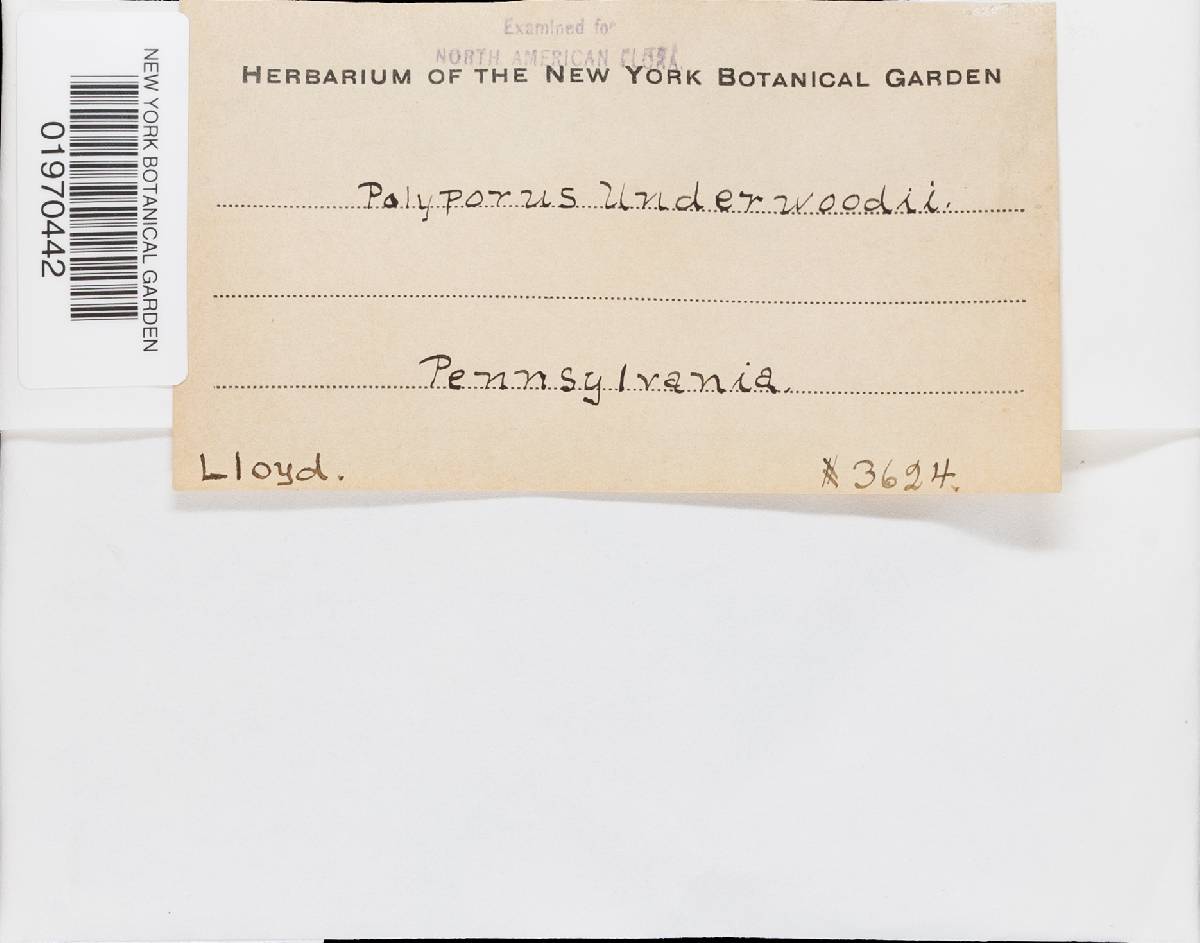 Examined for
NORTH AMERICAN FLORA
HERBARIUM OF THE NEW YORK BOTANICAL GARDEN
Polyporus Underwoodii.
Pennsylvania.
Lloyd.
# 3624.
NEW YORK BOTANICAL GARDEN
01970442